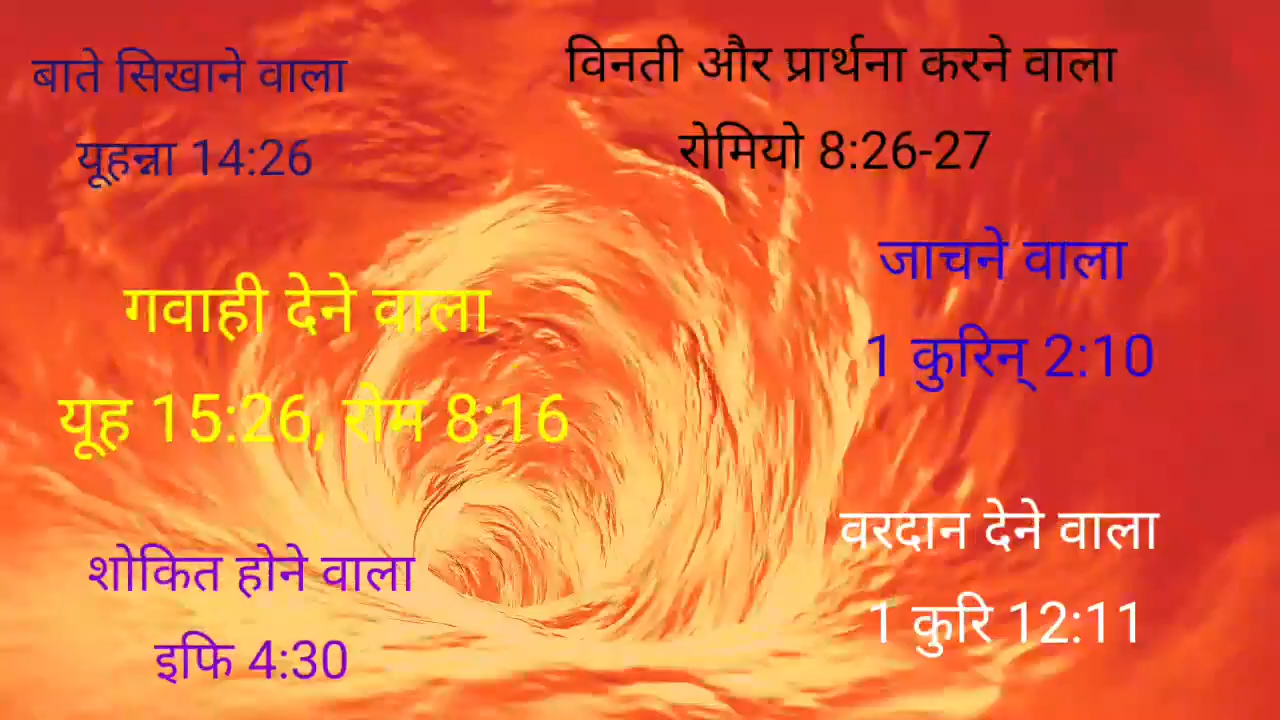 बाते सिखाने वाला
यूहन्ना 14:26
विनती और प्रार्थना करने वाला
रोमियो 8:26-27
जाचने वाला
1 कुरिन् 2:10
गवाही देने वाला
यूह 15:26, रोम 8:16
वरदान देने वाला
1 कुरि 12:11
शोकित होने वाला
इफि 4:30